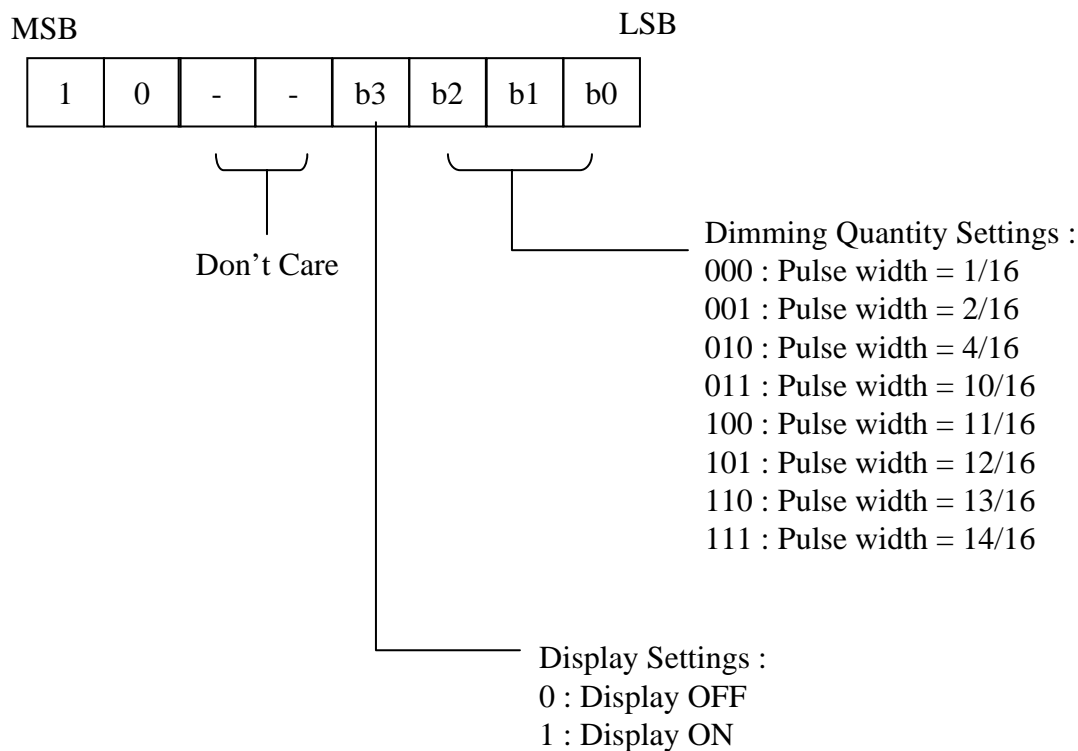 MSB LSB
1 0 - - b3 b2 b1 b0
Don’t Care
Dimming Quantity Settings :
000 : Pulse width = 1/16
001 : Pulse width = 2/16
010 : Pulse width = 4/16
011 : Pulse width = 10/16
100 : Pulse width = 11/16
101 : Pulse width = 12/16
110 : Pulse width = 13/16
111 : Pulse width = 14/16
Display Settings :
0 : Display OFF
1 : Display ON